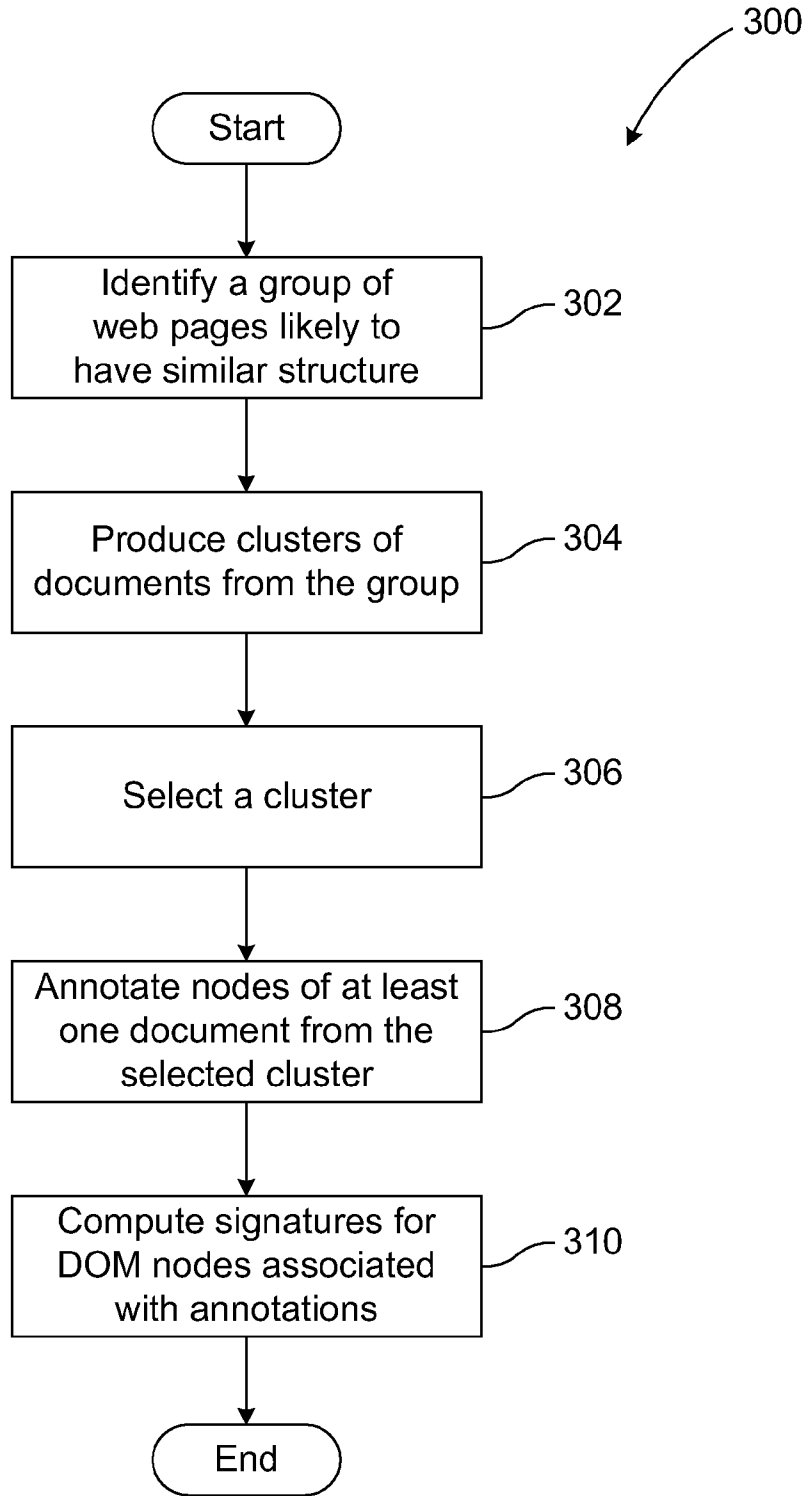 300
Start
Identify a group of
web pages likely to
have similar structure
302
Produce clusters of
documents from the group
304
Select a cluster
306
Annotate nodes of at least
one document from the
selected cluster
308
Compute signatures for
DOM nodes associated
with annotations
310
End